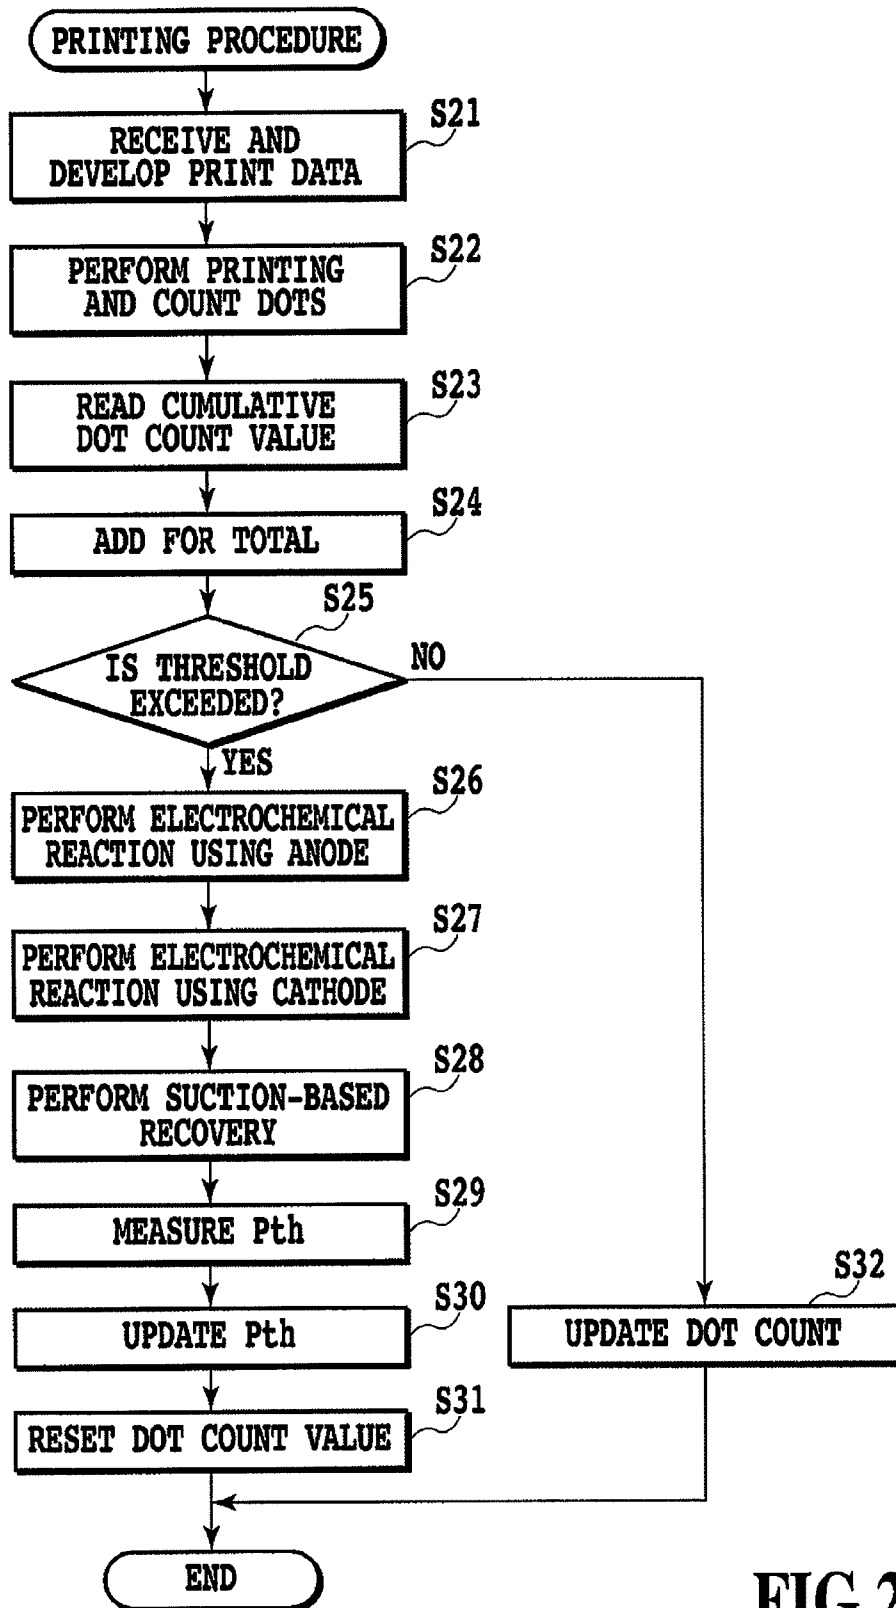 PRINTING PROCEDURE
S21
RECEIVE AND
DEVELOP PRINT DATA
S22
PERFORM PRINTING
AND COUNT DOTS
S23
READ CUMULATIVE
DOT COUNT VALUE
S24
ADD FOR TOTAL
S25
IS THRESHOLD
EXCEEDED?
NO
YES
S26
PERFORM ELECTROCHEMICAL
REACTION USING ANODE
S27
PERFORM ELECTROCHEMICAL
REACTION USING CATHODE
S28
PERFORM SUCTION-BASED
RECOVERY
S29
MEASURE Pth
S30
UPDATE Pth
S32
UPDATE DOT COUNT
S31
RESET DOT COUNT VALUE
END
FIG.2